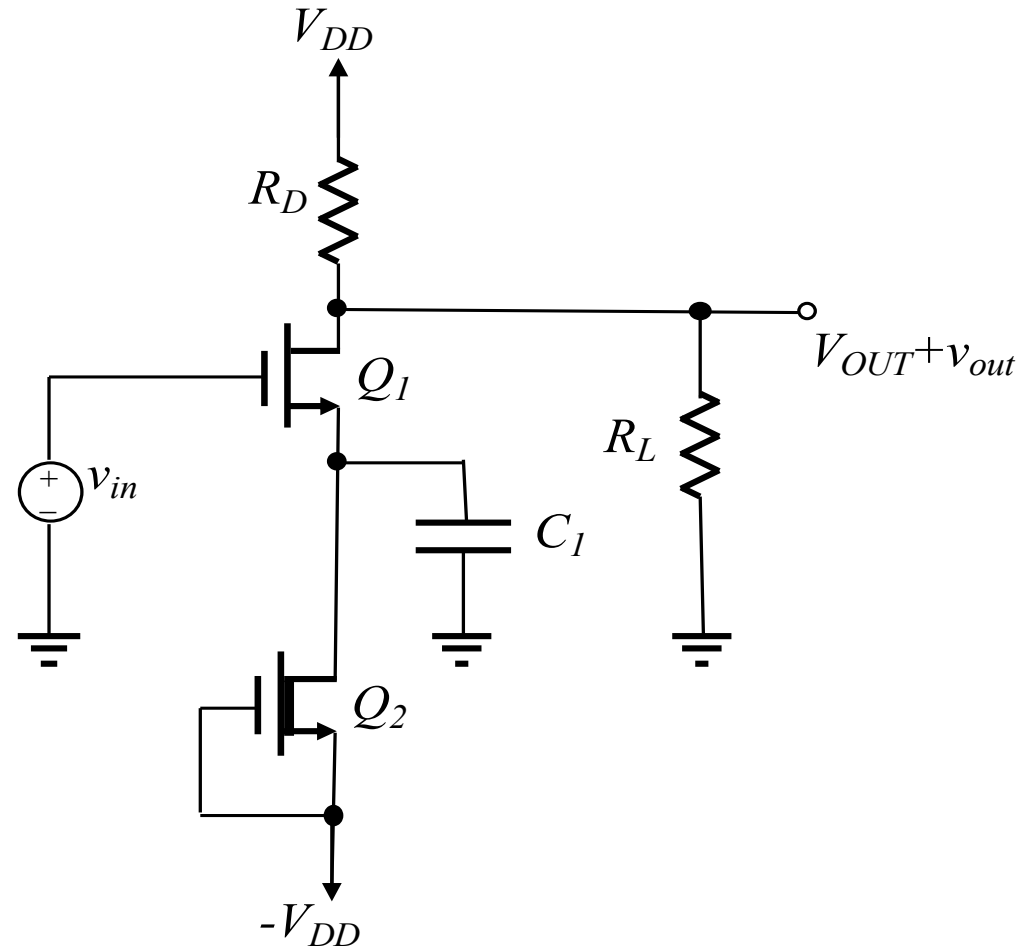 V_DD
R_D
Q_1
V_OUT+v_out
R_L
+
v_in
−
C_1
Q_2
-V_DD